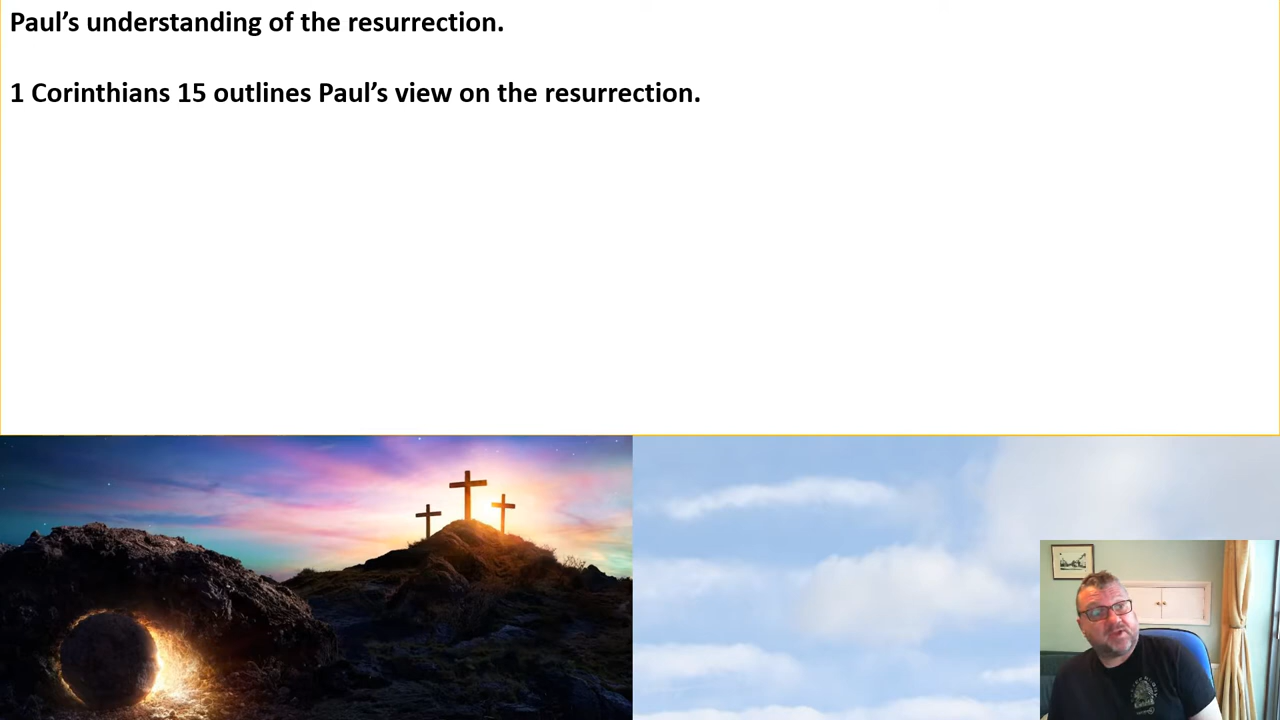 Paul’s understanding of the resurrection.
1 Corinthians 15 outlines Paul’s view on the resurrection.